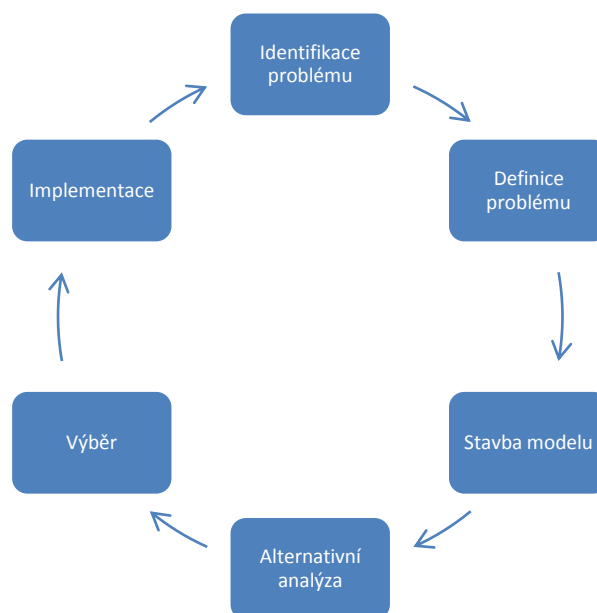 Identifikace
problému
Definice
problému
Stavba modelu
Alternativní
analýza
Výběr
Implementace